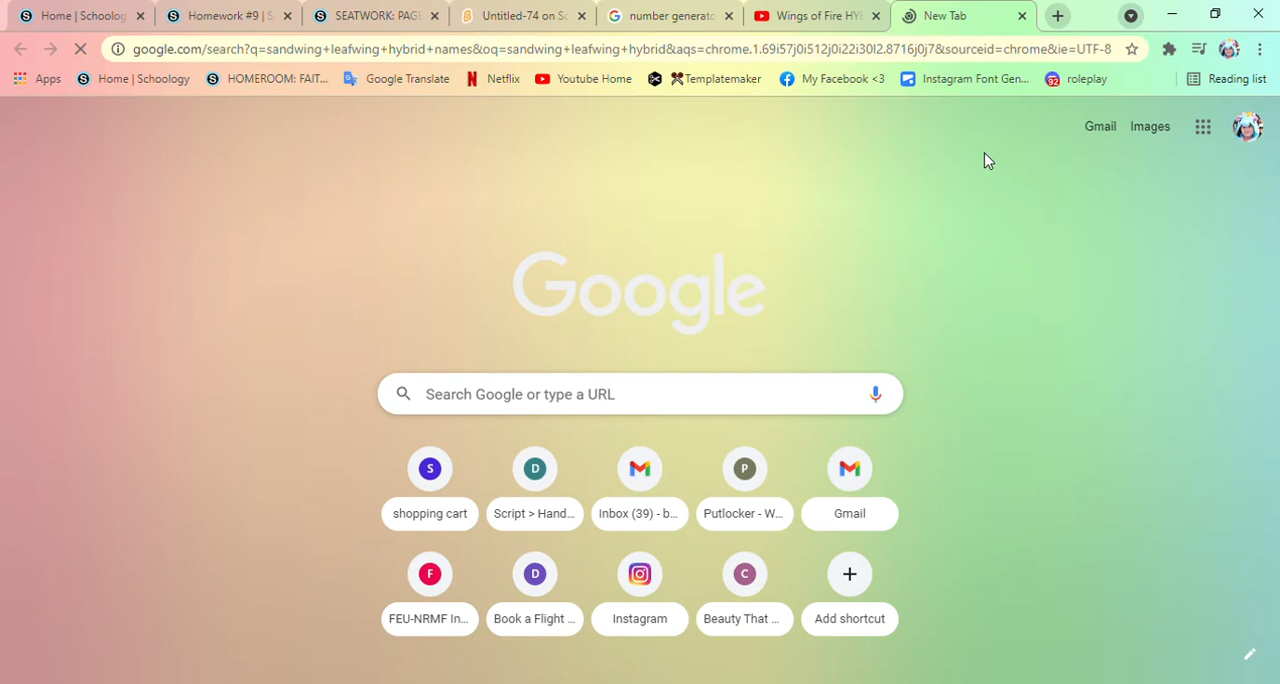 Home | Schoolog
Homework #9 | S
SEATWORK: PAGE
Untitled-74 on Sc
number generato
Wings of Fire HYB
New Tab
google.com/search?q=sandwing+leafwing+hybrid+names&oq=sandwing+leafwing+hybrid&aqs=chrome.1.69i57j0i512j0i22i30l2.8716j0j7&sourceid=chrome&ie=UTF-8
Apps
Home | Schoology
HOMEROOM: FAIT...
Google Translate
Netflix
Youtube Home
Templatemaker
My Facebook <3
Instagram Font Gen...
roleplay
Reading list
Gmail
Images
Google
Search Google or type a URL
S
D
P
shopping cart
Script > Hand...
Inbox (39) - b...
Putlocker - W...
Gmail
F
D
C
FEU-NRMF In...
Book a Flight ...
Instagram
Beauty That ...
Add shortcut